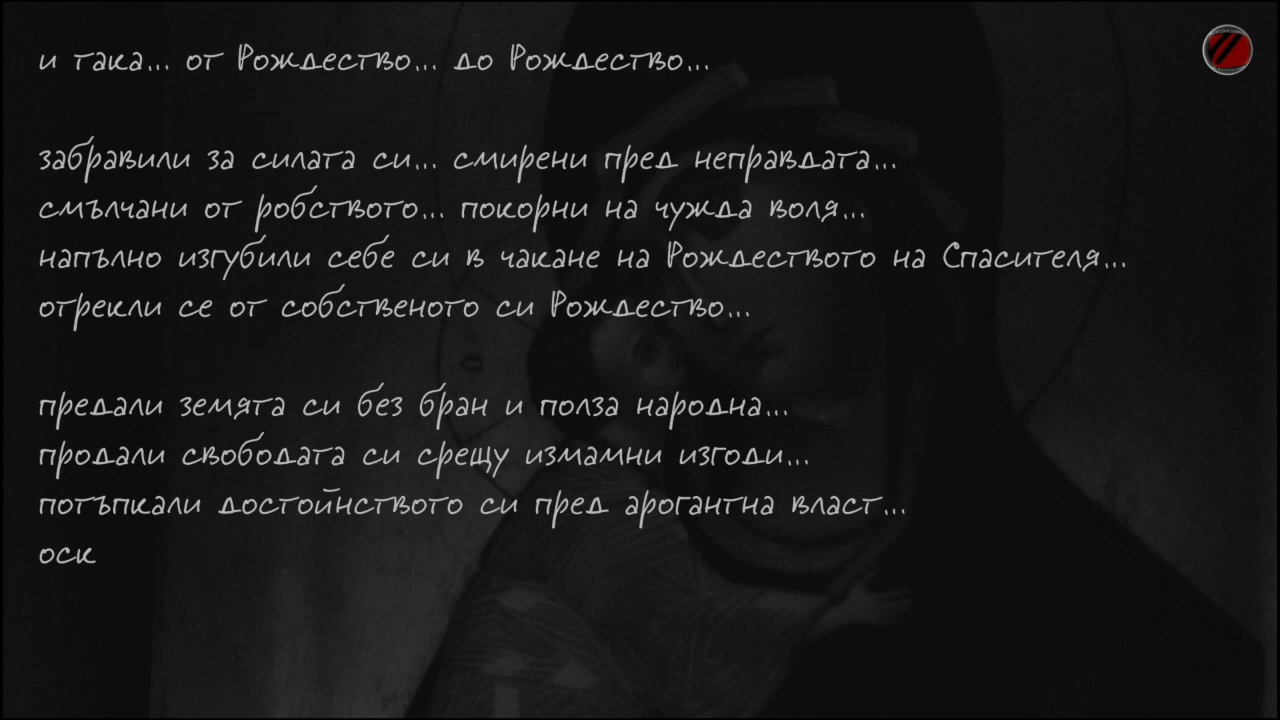 и така... от Рождество... до Рождество...
забравили за силата си... смирени пред неправдата...
смълчани от робството... покорни на чужда воля...
напълно изгубили себе си в чакане на Рождеството на Спасителя...
отрекли се от собственото си Рождество...
предали земята си без бран и полза народна...
продали свободата си срещу измамни изгоди...
потъпкали достойнството си пред арогантна власт...
оск